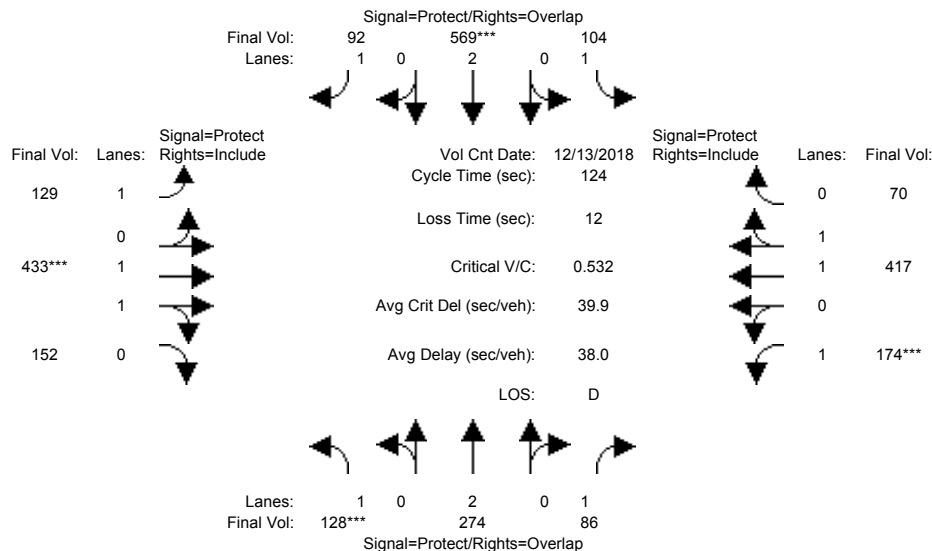 Signal=Protect/Rights=Overlap
Final Vol: 92 569*** 104
Lanes: 1 0 2 0 1
Signal=Protect Signal=Protect
Final Vol: Lanes: Rights=Include Vol Cnt Date: 12/13/2018 Rights=Include Lanes: Final Vol:
Cycle Time (sec): 124
129 1 0 70
Loss Time (sec): 12
0 1
433*** 1 Critical V/C: 0.532 1 417
1 Avg Crit Del (sec/veh): 39.9 0
152 0 Avg Delay (sec/veh): 38.0 1 174***
LOS: D
Lanes: 1 0 2 0 1
Final Vol: 128*** 274 86
Signal=Protect/Rights=Overlap